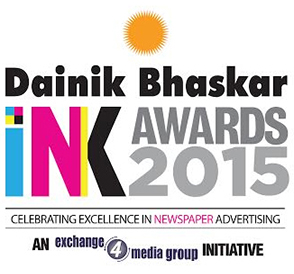 Dainik Bhaskar
iNK AWARDS
2015
CELEBRATING EXCELLENCE IN NEWSPAPER ADVERTISING
AN exchange4media group INITIATIVE